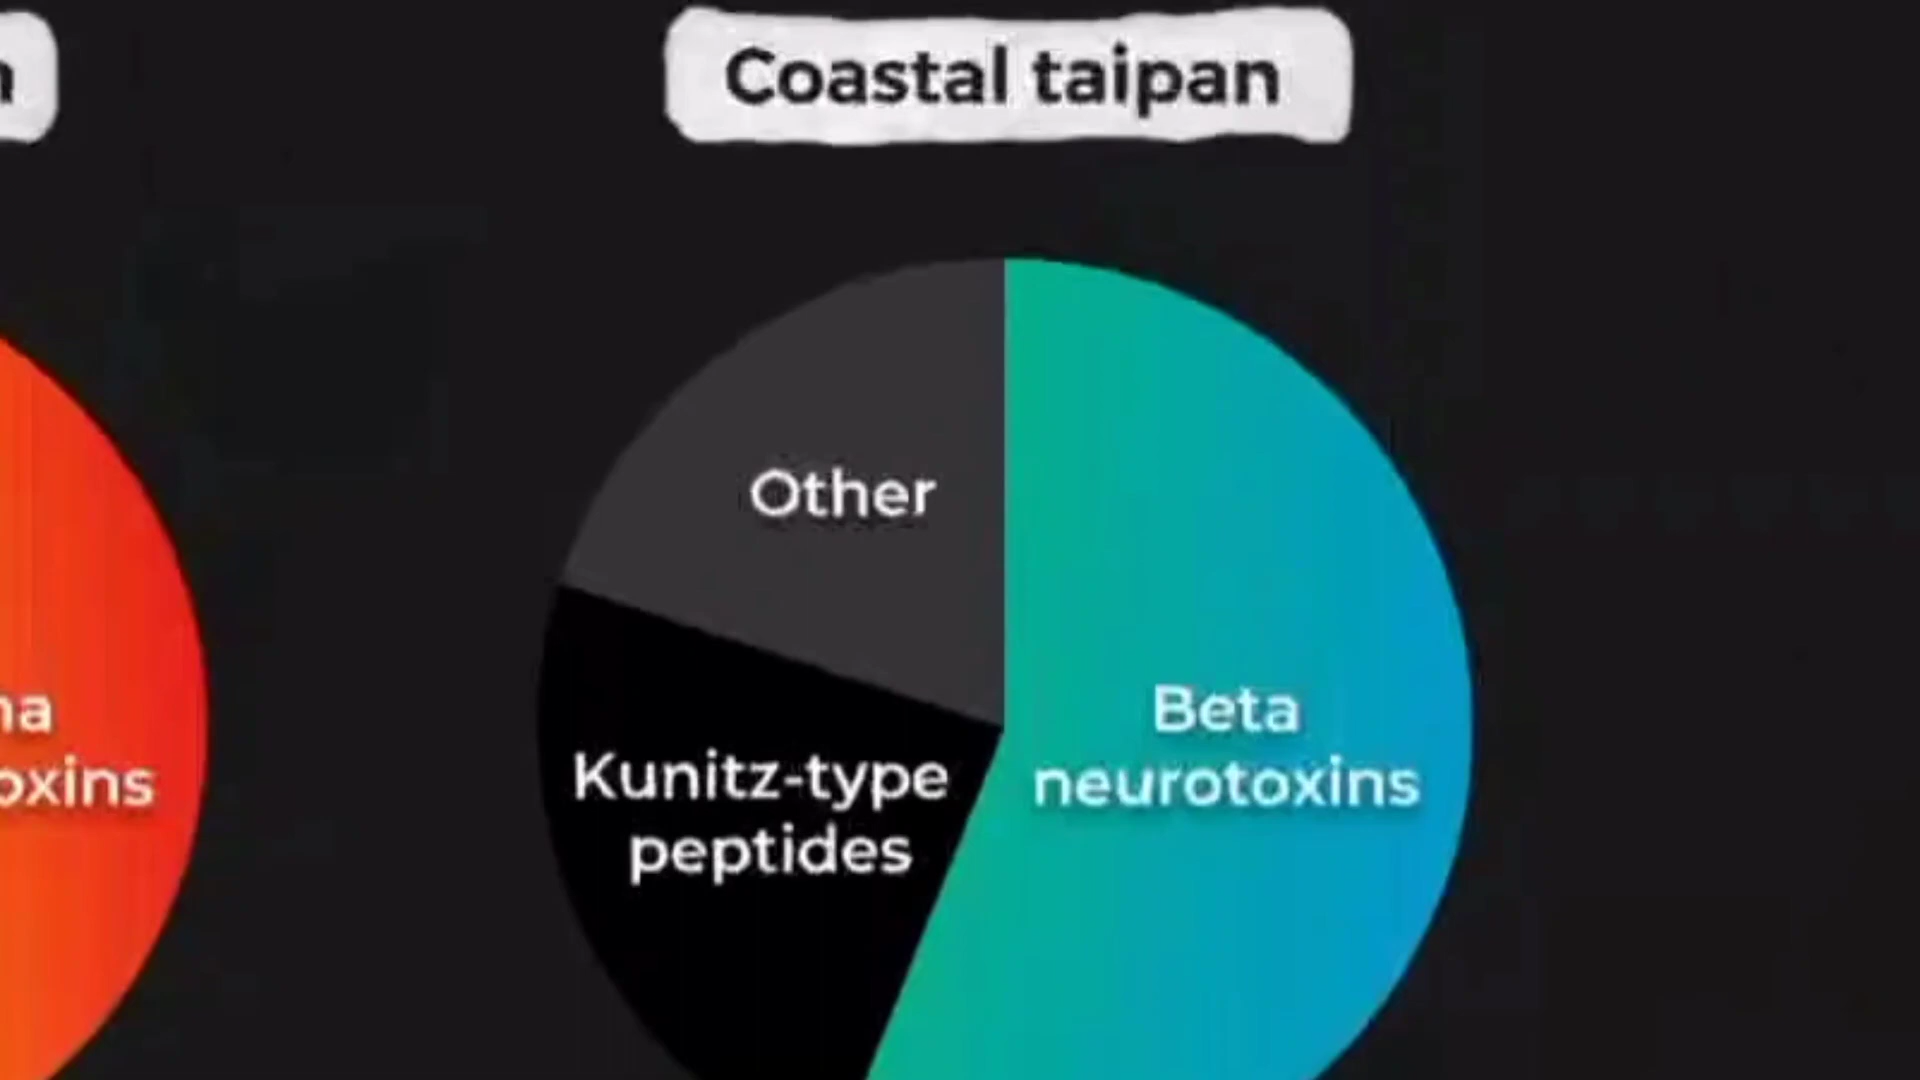 Coastal taipan
Other
Beta
neurotoxins
Kunitz-type
peptides